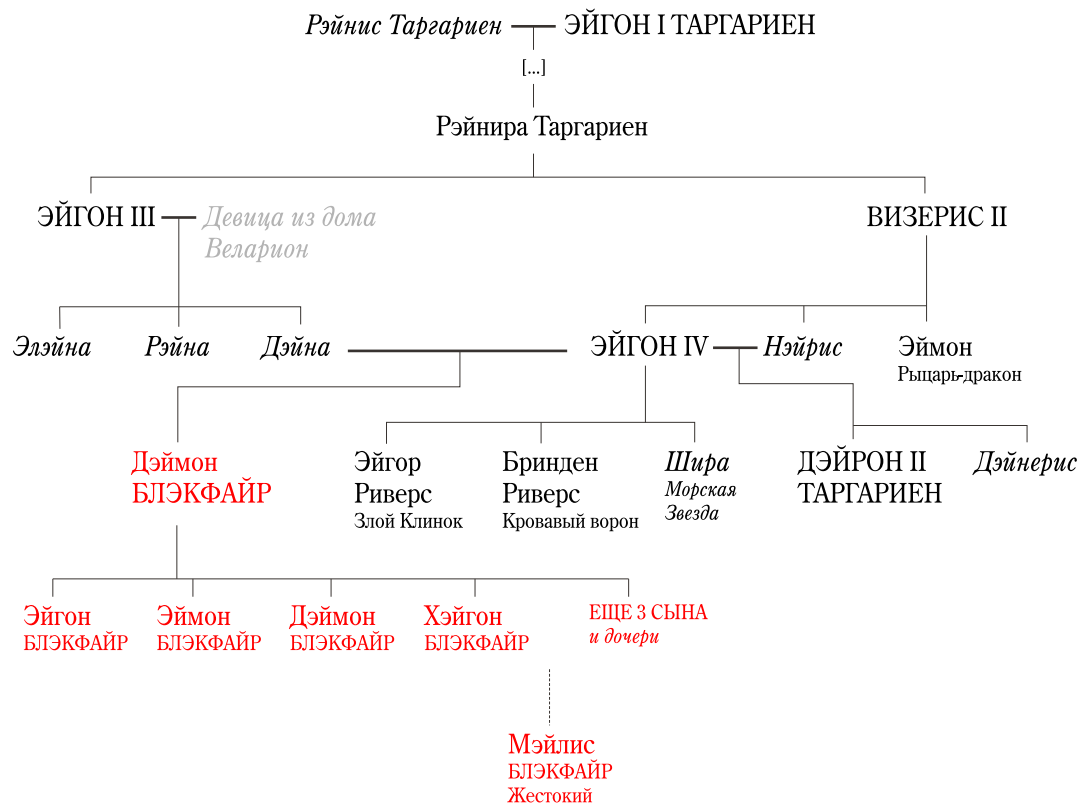 Рэйнис Таргариен
ЭЙГОН I ТАРГАРИЕН
[...]
Рэйнира Таргариен
ЭЙГОН III
Девица из дома
Веларион
ВИЗЕРИС II
Элэйна
Рэйна
Дэйна
ЭЙГОН IV
Нэйрис
Эймон
Рыцарь-дракон
Дэймон
БЛЭКФАЙР
Эйгор
Риверс
Злой Клинок
Бринден
Риверс
Кровавый ворон
Шира
Морская
Звезда
ДЭЙРОН II
ТАРГАРИЕН
Дэйнерис
Эйгон
БЛЭКФАЙР
Эймон
БЛЭКФАЙР
Дэймон
БЛЭКФАЙР
Хэйгон
БЛЭКФАЙР
ЕЩЕ 3 СЫНА
и дочери
Мэйлис
БЛЭКФАЙР
Жестокий